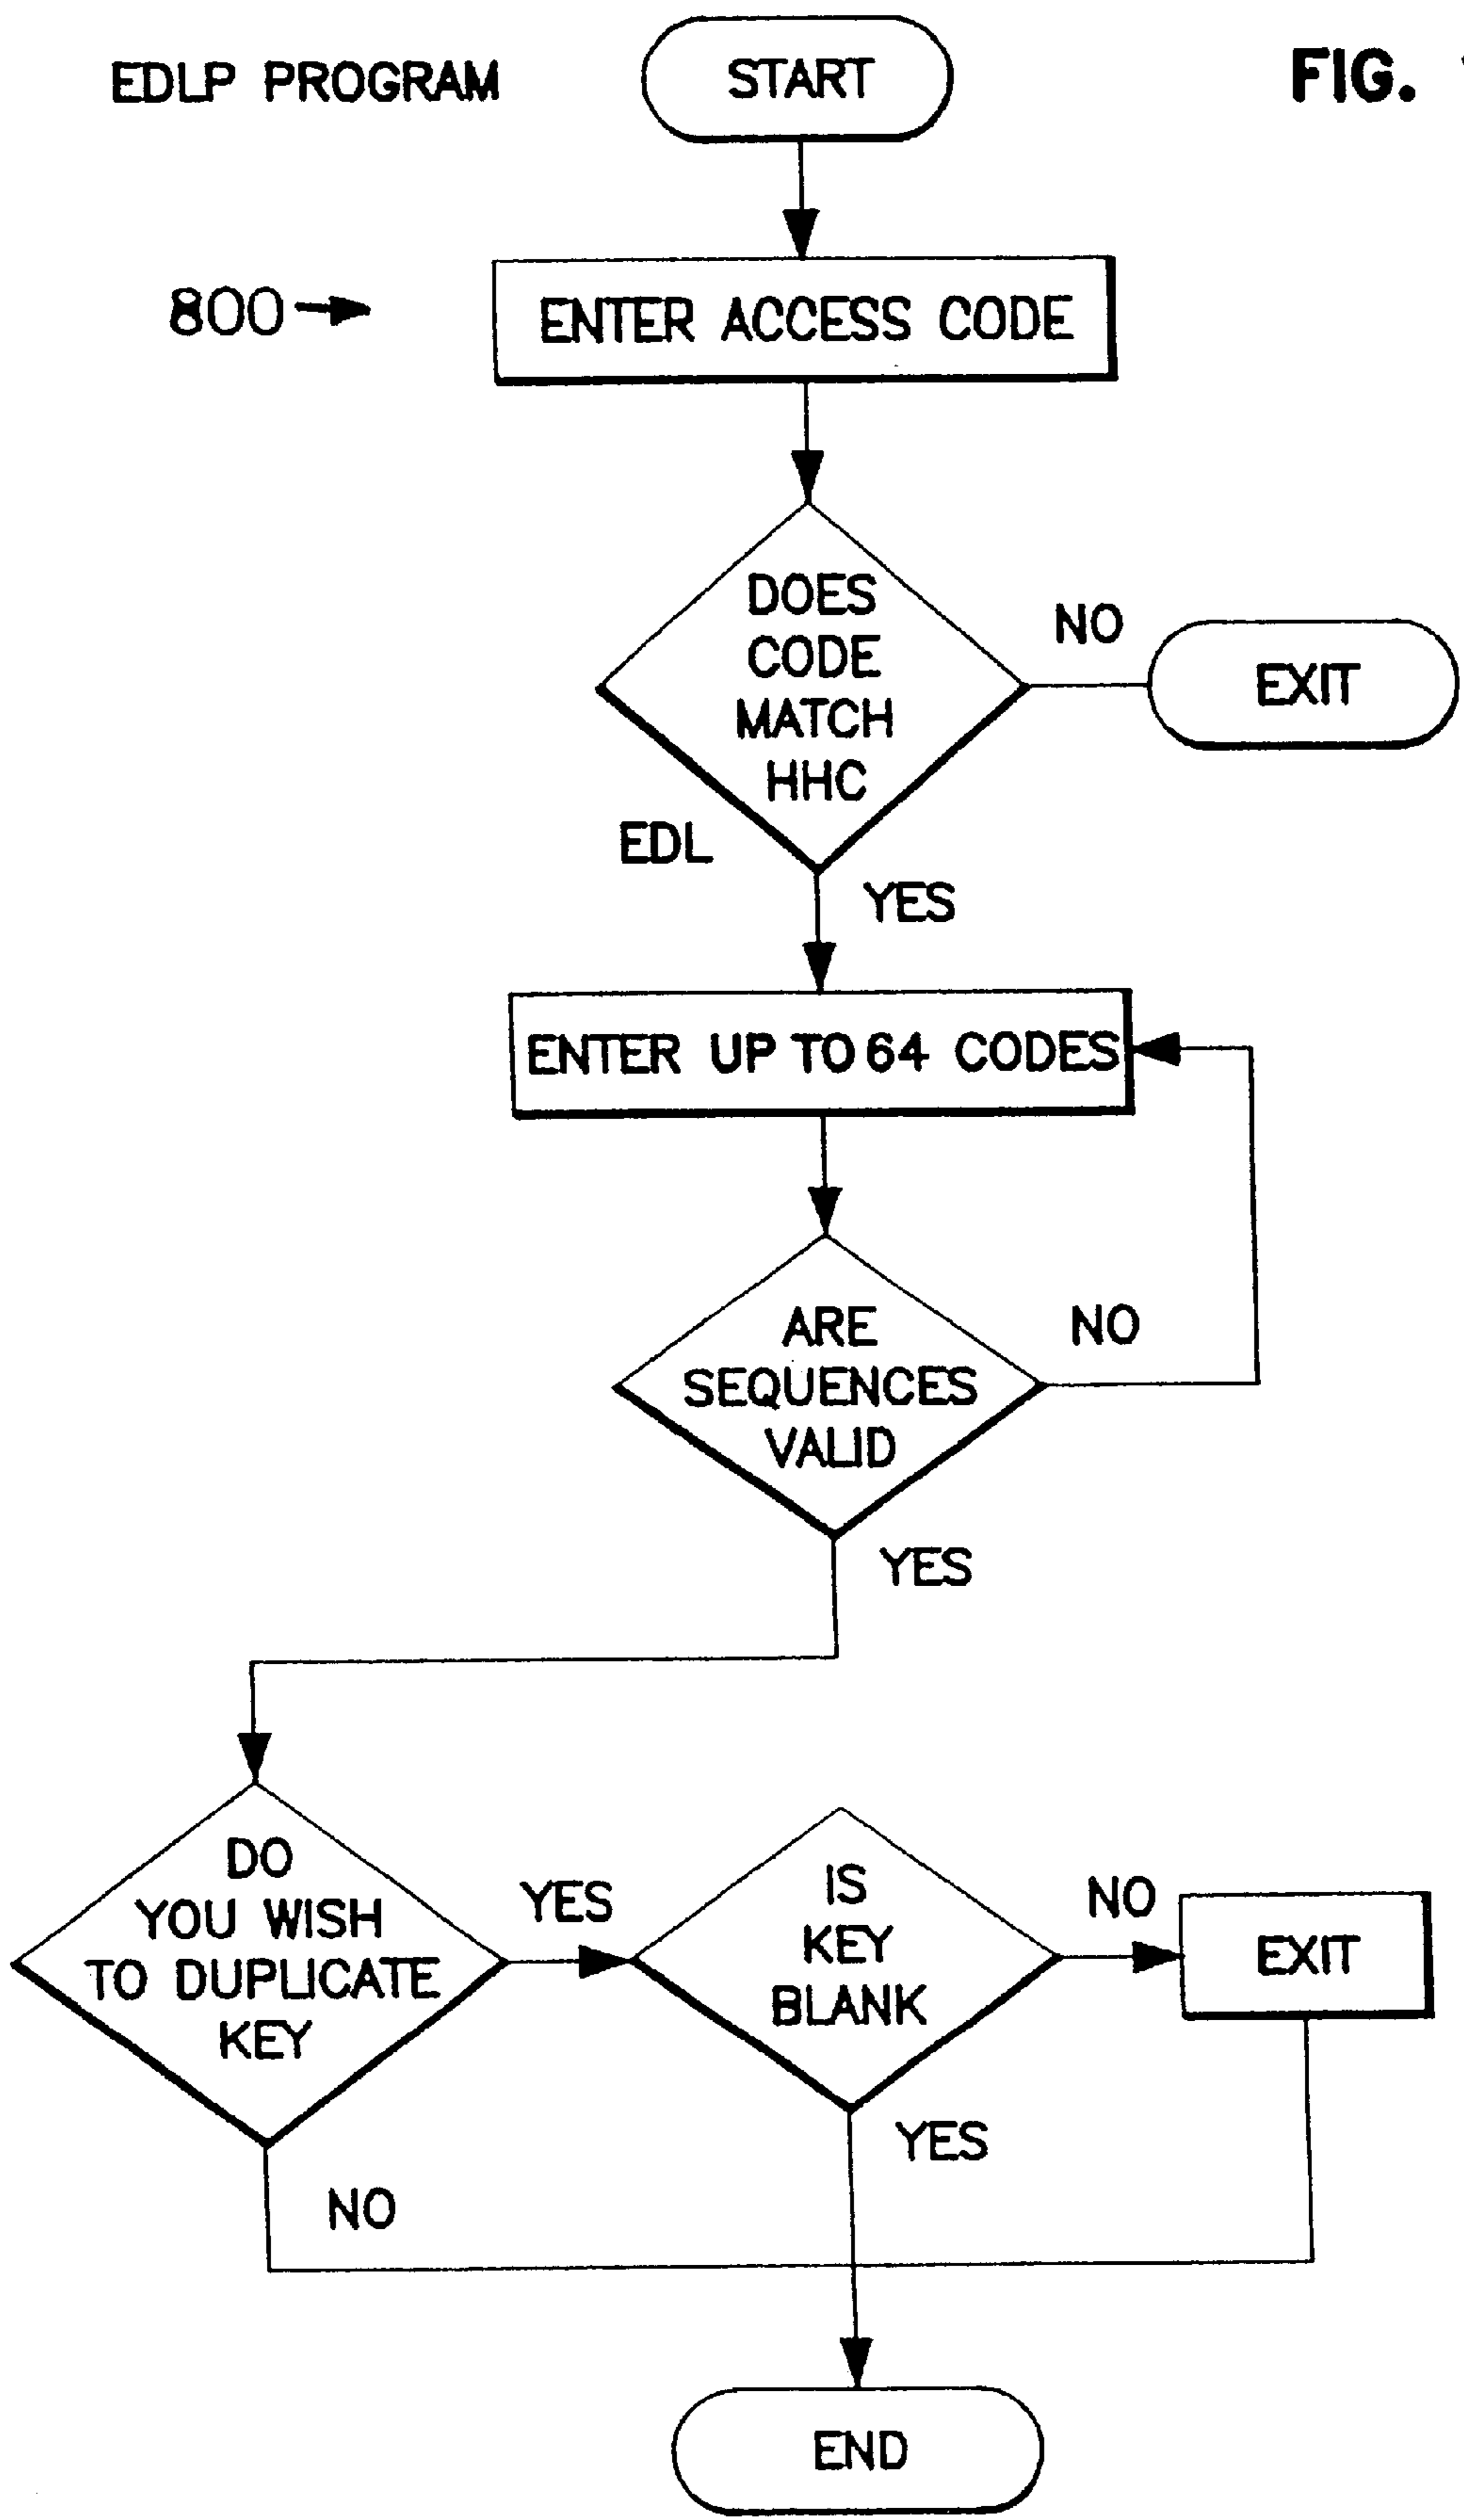 EDLP PROGRAM
START
FIG.
800
ENTER ACCESS CODE
DOES
CODE
MATCH
HHC
NO
EXIT
EDL
YES
ENTER UP TO 64 CODES
ARE
SEQUENCES
VALID
NO
YES
DO
YOU WISH
TO DUPLICATE
KEY
YES
IS
KEY
BLANK
NO
EXIT
YES
NO
END